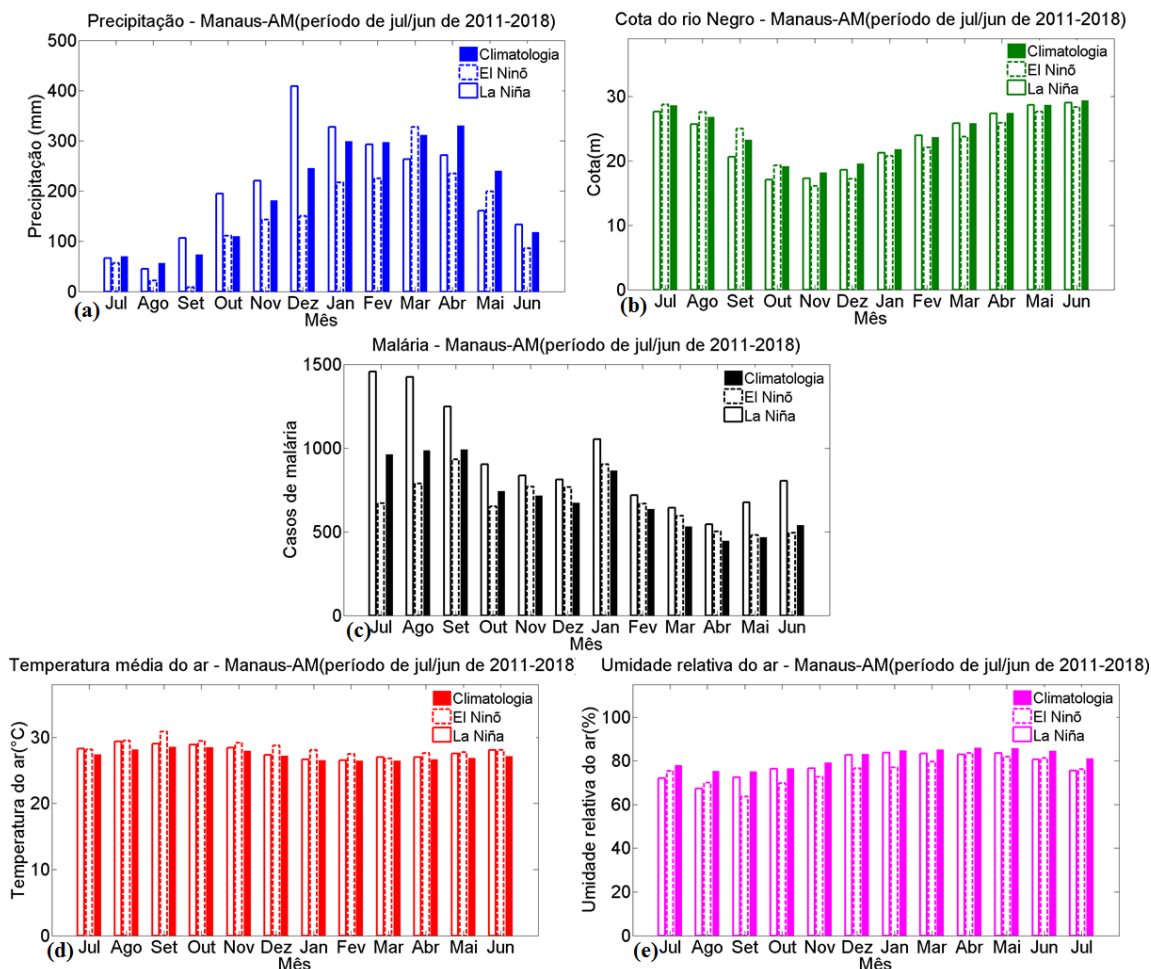 Precipitação - Manaus-AM(período de jul/jun de 2011-2018)
Precipitação (mm)
500
400
300
200
100
0
Climatologia
El Ninõ
La Niña
Jul Ago Set Out Nov Dez Jan Fev Mar Abr Mai Jun
Mês
(a)
Cota do rio Negro - Manaus-AM(período de jul/jun de 2011-2018)
Cota(m)
30
20
10
0
Climatologia
El Ninõ
La Niña
Jul Ago Set Out Nov Dez Jan Fev Mar Abr Mai Jun
Mês
(b)
Malária - Manaus-AM(período de jul/jun de 2011-2018)
Casos de malária
1500
1000
500
0
Climatologia
El Ninõ
La Niña
Jul Ago Set Out Nov Dez Jan Fev Mar Abr Mai Jun
Mês
(c)
Temperatura média do ar - Manaus-AM(período de jul/jun de 2011-2018)
Temperatura do ar(°C)
30
20
10
0
Climatologia
El Ninõ
La Niña
Jul Ago Set Out Nov Dez Jan Fev Mar Abr Mai Jun
Mês
(d)
Umidade relativa do ar - Manaus-AM(período de jul/jun de 2011-2018)
Umidade relativa do ar(%)
100
80
60
40
20
0
Climatologia
El Ninõ
La Niña
Jul Ago Set Out Nov Dez Jan Fev Mar Abr Mai Jun Jul
Mês
(e)